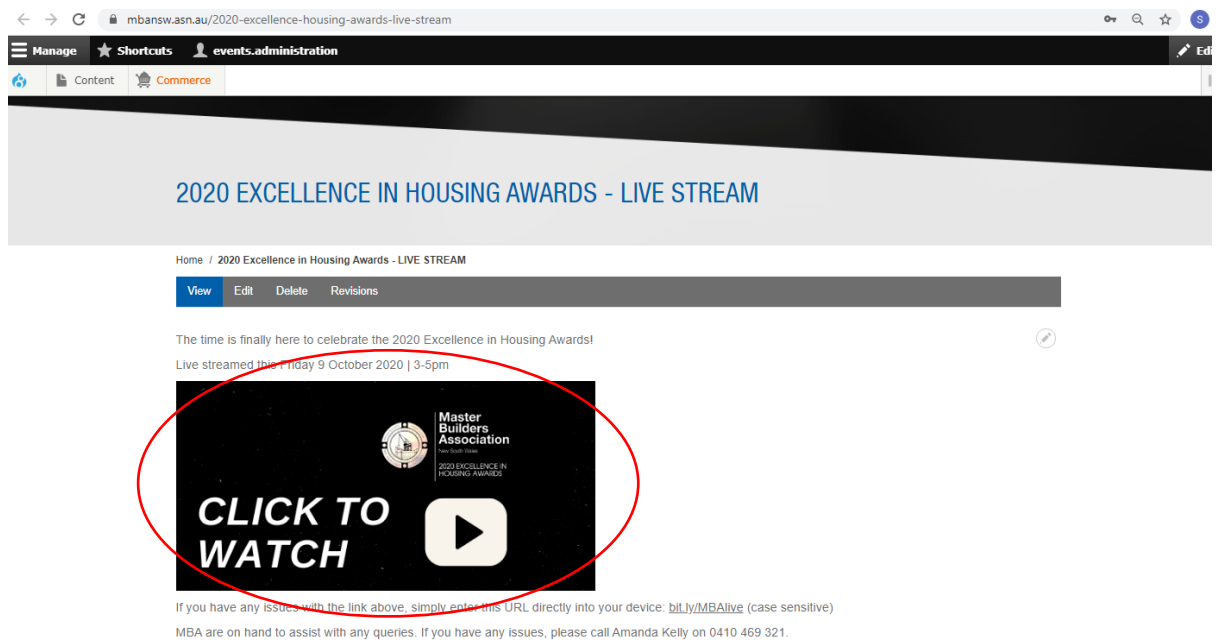 mbansw.asn.au/2020-excellence-housing-awards-live-stream
S
Manage Shortcuts events.administration
Content Commerce
2020 EXCELLENCE IN HOUSING AWARDS - LIVE STREAM
Home / 2020 Excellence in Housing Awards - LIVE STREAM
View Edit Delete Revisions
The time is finally here to celebrate the 2020 Excellence in Housing Awards!
Live streamed this Friday 9 October 2020 | 3-5pm
Master
Builders
Association
New South Wales
2020 EXCELLENCE IN
HOUSING AWARDS
CLICK TO
WATCH
If you have any issues with the link above, simply enter this URL directly into your device: bit.ly/MBAlive (case sensitive)
MBA are on hand to assist with any queries. If you have any issues, please call Amanda Kelly on 0410 469 321.